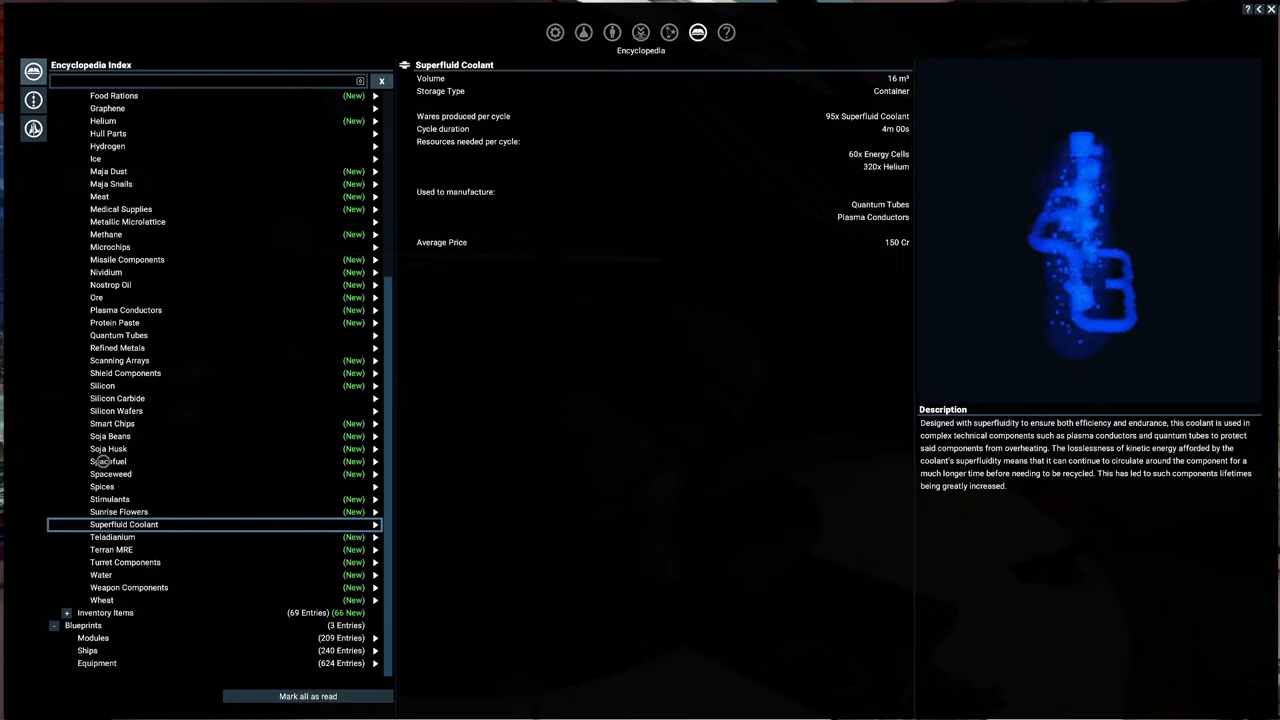 ? < X
Encyclopedia
Encyclopedia Index
X
Food Rations (New)
Graphene
Helium (New)
Hull Parts
Hydrogen
Ice
Maja Dust (New)
Maja Snails (New)
Meat (New)
Medical Supplies (New)
Metallic Microlattice
Methane (New)
Microchips
Missile Components (New)
Nividium (New)
Nostrop Oil (New)
Ore (New)
Plasma Conductors (New)
Protein Paste (New)
Quantum Tubes
Refined Metals
Scanning Arrays (New)
Shield Components (New)
Silicon (New)
Silicon Carbide
Silicon Wafers
Smart Chips (New)
Soja Beans (New)
Soja Husk (New)
Spacefuel (New)
Spaceweed (New)
Spices
Stimulants (New)
Sunrise Flowers (New)
Superfluid Coolant
Teladianium (New)
Terran MRE (New)
Turret Components (New)
Water (New)
Weapon Components (New)
Wheat (New)
+ Inventory Items (69 Entries) (66 New)
- Blueprints (3 Entries)
Modules (209 Entries)
Ships (240 Entries)
Equipment (624 Entries)
Mark all as read
Superfluid Coolant
Volume 16 m³
Storage Type Container
Wares produced per cycle 95x Superfluid Coolant
Cycle duration 4m 00s
Resources needed per cycle:
60x Energy Cells
320x Helium
Used to manufacture:
Quantum Tubes
Plasma Conductors
Average Price 150 Cr
Description
Designed with superfluidity to ensure both efficiency and endurance, this coolant is used in
complex technical components such as plasma conductors and quantum tubes to protect
said components from overheating. The losslessness of kinetic energy afforded by the
coolant's superfluidity means that it can continue to circulate around the component for a
much longer time before needing to be recycled. This has led to such components lifetimes
being greatly increased.